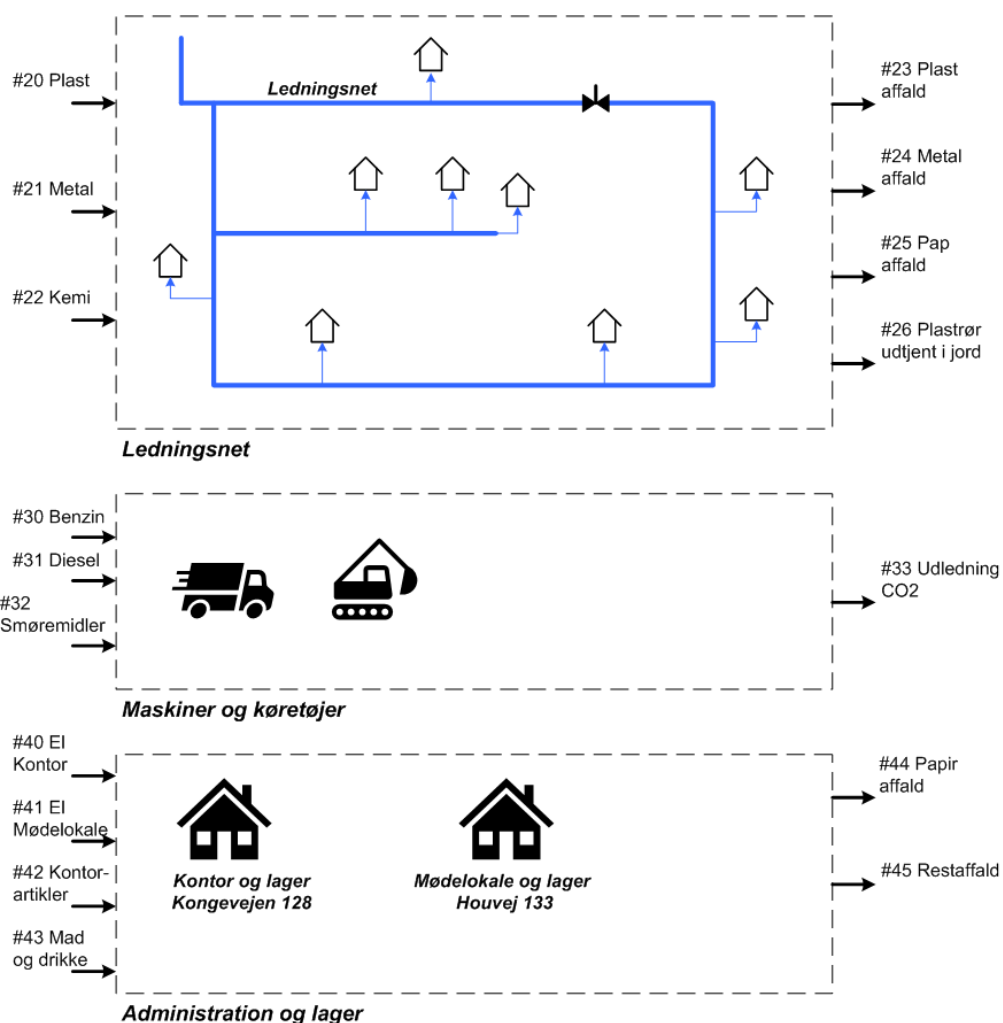 #20 Plast
#21 Metal
#22 Kemi
Ledningsnet
#23 Plast
affald
#24 Metal
affald
#25 Pap
affald
#26 Plastrør
udtjent i jord
Ledningsnet
#30 Benzin
#31 Diesel
#32
Smøremidler
#33 Udledning
CO2
Maskiner og køretøjer
#40 El
Kontor
#41 El
Mødelokale
#42 Kontor-
artikler
#43 Mad
og drikke
Kontor og lager
Kongevejen 128
Mødelokale og lager
Houvej 133
#44 Papir
affald
#45 Restaffald
Administration og lager